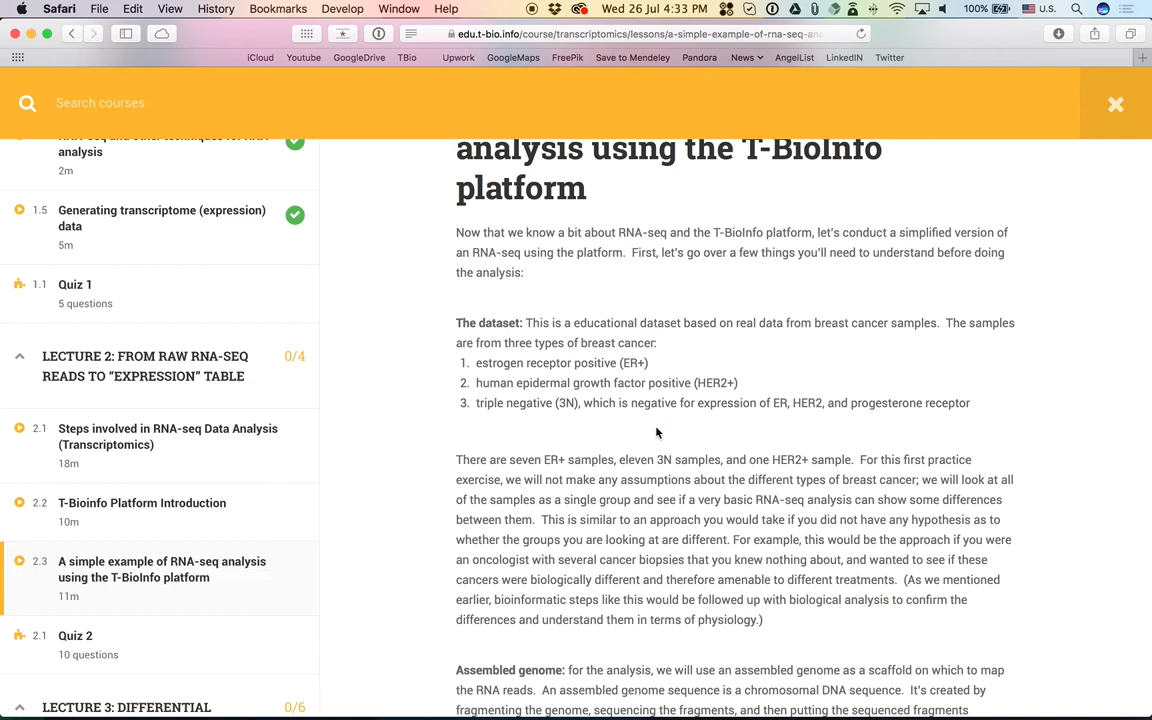 Safari File Edit View History Bookmarks Develop Window Help Wed 26 Jul 4:33 PM 100% U.S.
edu.t-bio.info/course/transcriptomics/lessons/a-simple-example-of-rna-seq-an
iCloud Youtube GoogleDrive TBio Upwork GoogleMaps FreePik Save to Mendeley Pandora News AngelList LinkedIN Twitter
Search courses
RNA-seq and other techniques for RNA
analysis
2m
1.5 Generating transcriptome (expression)
data
5m
1.1 Quiz 1
5 questions
LECTURE 2: FROM RAW RNA-SEQ 0/4
READS TO “EXPRESSION” TABLE
2.1 Steps involved in RNA-seq Data Analysis
(Transcriptomics)
18m
2.2 T-Bioinfo Platform Introduction
10m
2.3 A simple example of RNA-seq analysis
using the T-BioInfo platform
11m
2.1 Quiz 2
10 questions
LECTURE 3: DIFFERENTIAL 0/6
analysis using the T-BioInfo
platform
Now that we know a bit about RNA-seq and the T-BioInfo platform, let's conduct a simplified version of
an RNA-seq using the platform. First, let's go over a few things you'll need to understand before doing
the analysis:
The dataset: This is a educational dataset based on real data from breast cancer samples. The samples
are from three types of breast cancer:
1. estrogen receptor positive (ER+)
2. human epidermal growth factor positive (HER2+)
3. triple negative (3N), which is negative for expression of ER, HER2, and progesterone receptor
There are seven ER+ samples, eleven 3N samples, and one HER2+ sample. For this first practice
exercise, we will not make any assumptions about the different types of breast cancer; we will look at all
of the samples as a single group and see if a very basic RNA-seq analysis can show some differences
between them. This is similar to an approach you would take if you did not have any hypothesis as to
whether the groups you are looking at are different. For example, this would be the approach if you were
an oncologist with several cancer biopsies that you knew nothing about, and wanted to see if these
cancers were biologically different and therefore amenable to different treatments. (As we mentioned
earlier, bioinformatic steps like this would be followed up with biological analysis to confirm the
differences and understand them in terms of physiology.)
Assembled genome: for the analysis, we will use an assembled genome as a scaffold on which to map
the RNA reads. An assembled genome sequence is a chromosomal DNA sequence. It's created by
fragmenting the genome, sequencing the fragments, and then putting the sequenced fragments